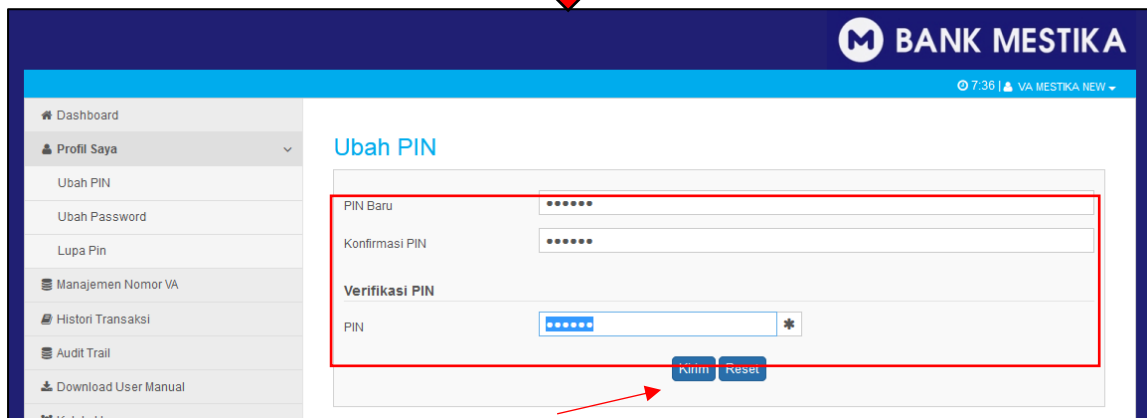 BANK MESTIKA
7:36 | VA MESTIKA NEW
Dashboard
Profil Saya
Ubah PIN
Ubah Password
Lupa Pin
Manajemen Nomor VA
Histori Transaksi
Audit Trail
Download User Manual
Ubah PIN
PIN Baru ••••••
Konfirmasi PIN ••••••
Verifikasi PIN
PIN •••••• *
Kirim Reset